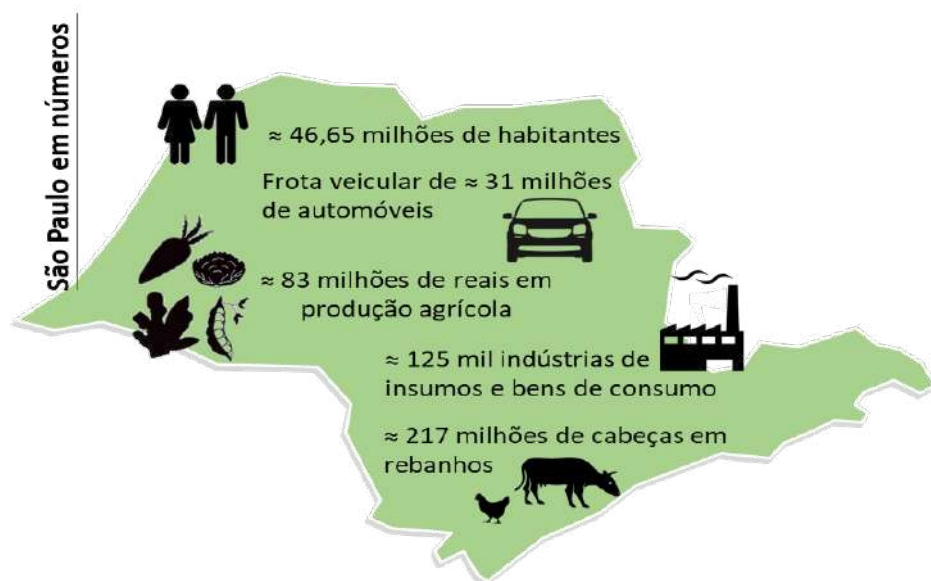 São Paulo em números
≈ 46,65 milhões de habitantes
Frota veicular de ≈ 31 milhões
de automóveis
≈ 83 milhões de reais em
produção agrícola
≈ 125 mil indústrias de
insumos e bens de consumo
≈ 217 milhões de cabeças em
rebanhos